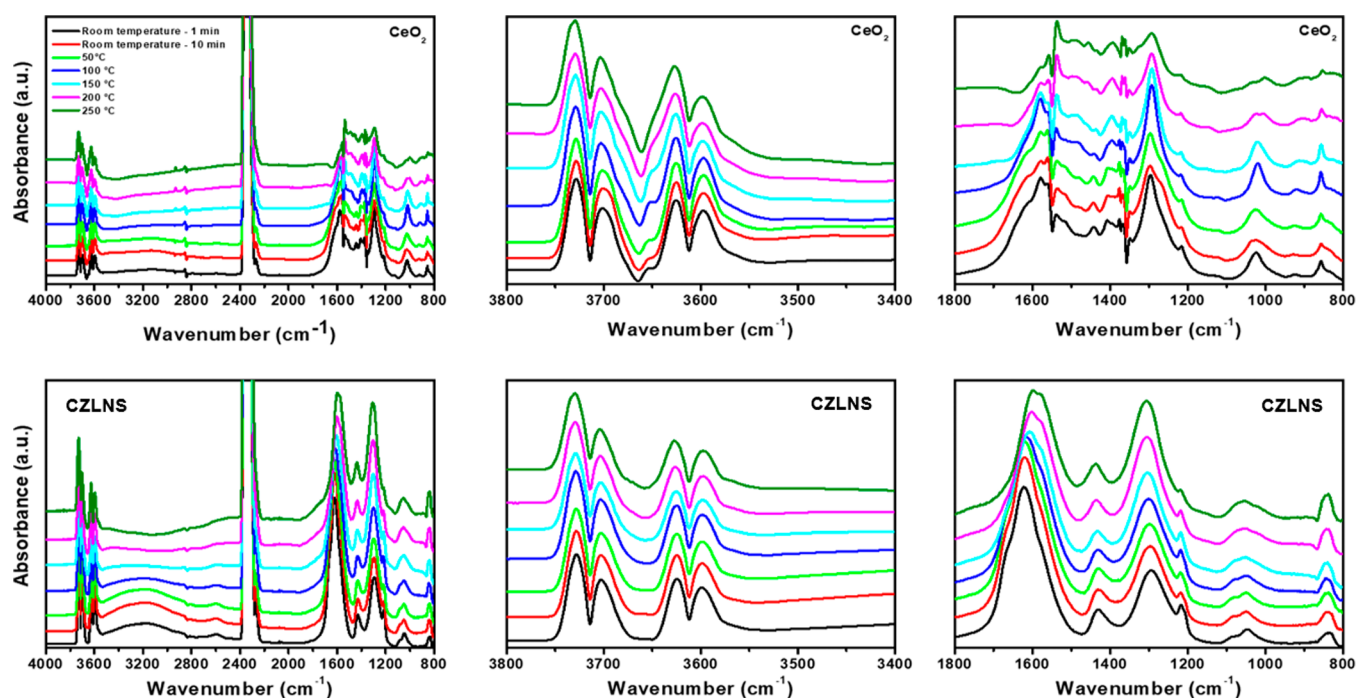 CeO2
Room temperature - 1 min
Room temperature - 10 min
50°C
100 °C
150 °C
200 °C
250 °C
Absorbance (a.u.)
4000 3600 2800 2400 2000 1600 1200 800
Wavenumber (cm-1)
CeO2
3800 3700 3600 3500 3400
Wavenumber (cm-1)
CeO2
1800 1600 1400 1200 1000 800
Wavenumber (cm-1)
CZLNS
Absorbance (a.u.)
4000 3600 2800 2400 2000 1600 1200 800
Wavenumber (cm-1)
CZLNS
3800 3700 3600 3500 3400
Wavenumber (cm-1)
CZLNS
1800 1600 1400 1200 1000 800
Wavenumber (cm-1)